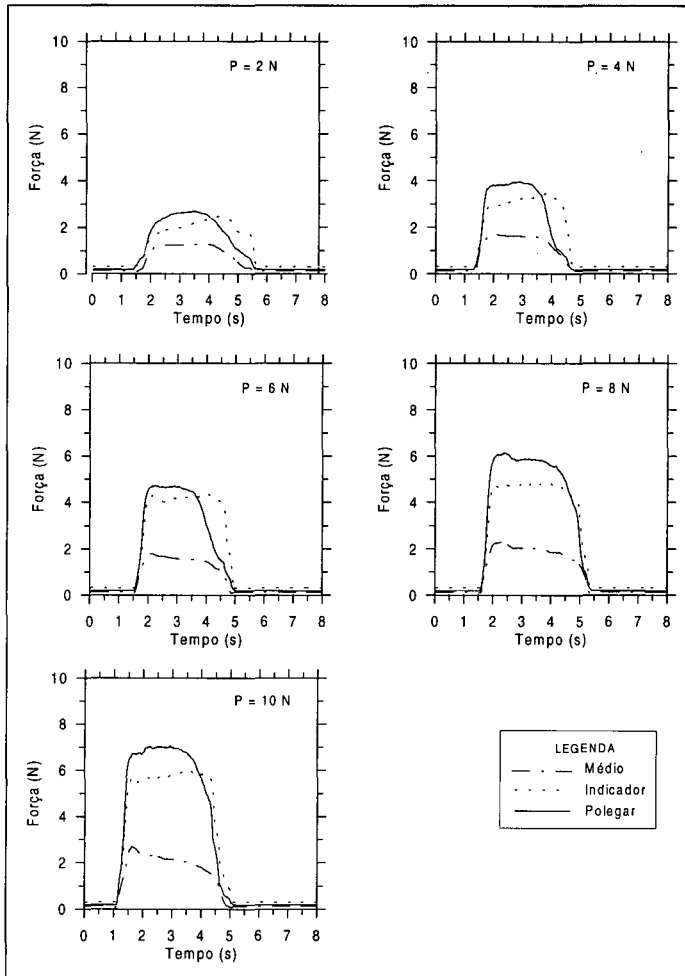 10
P = 2 N
8
6
4
2
0
Força (N)
0 1 2 3 4 5 6 7 8
Tempo (s)
10
P = 4 N
8
6
4
2
0
Força (N)
0 1 2 3 4 5 6 7 8
Tempo (s)
10
P = 6 N
8
6
4
2
0
Força (N)
0 1 2 3 4 5 6 7 8
Tempo (s)
10
P = 8 N
8
6
4
2
0
Força (N)
0 1 2 3 4 5 6 7 8
Tempo (s)
10
P = 10 N
8
6
4
2
0
Força (N)
0 1 2 3 4 5 6 7 8
Tempo (s)
LEGENDA
Médio
Indicador
Polegar